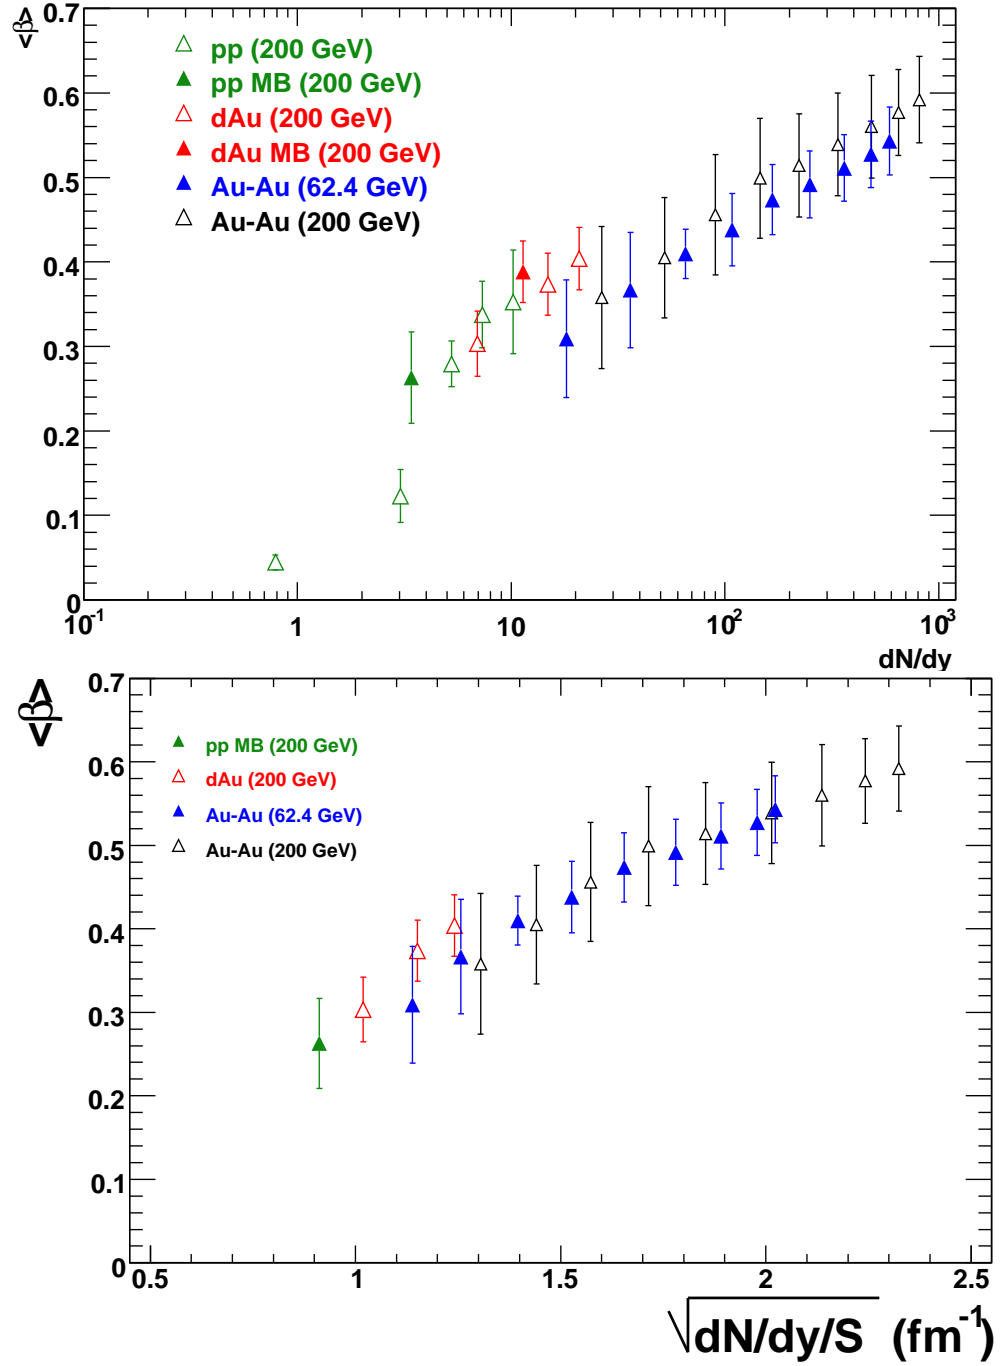 <β>
0.7
0.6
0.5
0.4
0.3
0.2
0.1
0
pp (200 GeV)
pp MB (200 GeV)
dAu (200 GeV)
dAu MB (200 GeV)
Au-Au (62.4 GeV)
Au-Au (200 GeV)
10⁻¹ 1 10 10² 10³
dN/dy
<β>
0.7
0.6
0.5
0.4
0.3
0.2
0.1
0
pp MB (200 GeV)
dAu (200 GeV)
Au-Au (62.4 GeV)
Au-Au (200 GeV)
0.5 1 1.5 2 2.5
√dN/dy/S (fm⁻¹)